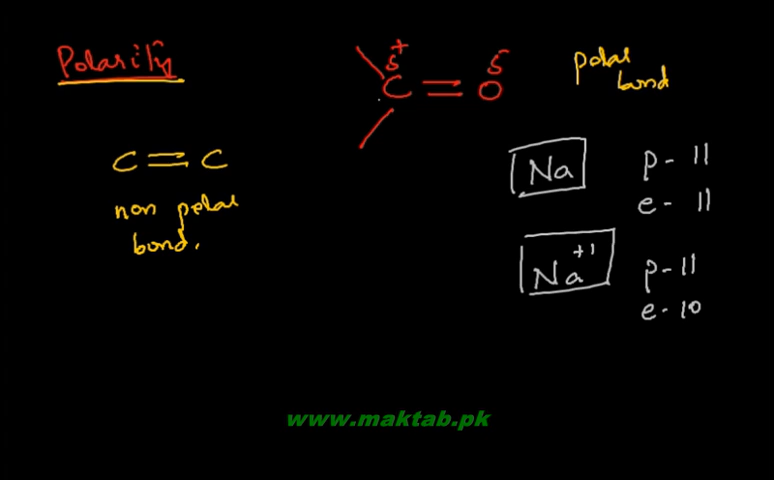 Polarity
δ+ δ-
C = O
polar
bond
C = C
non polar
bond.
Na p - 11
e - 11
Na+1 p - 11
e - 10
www.maktab.pk